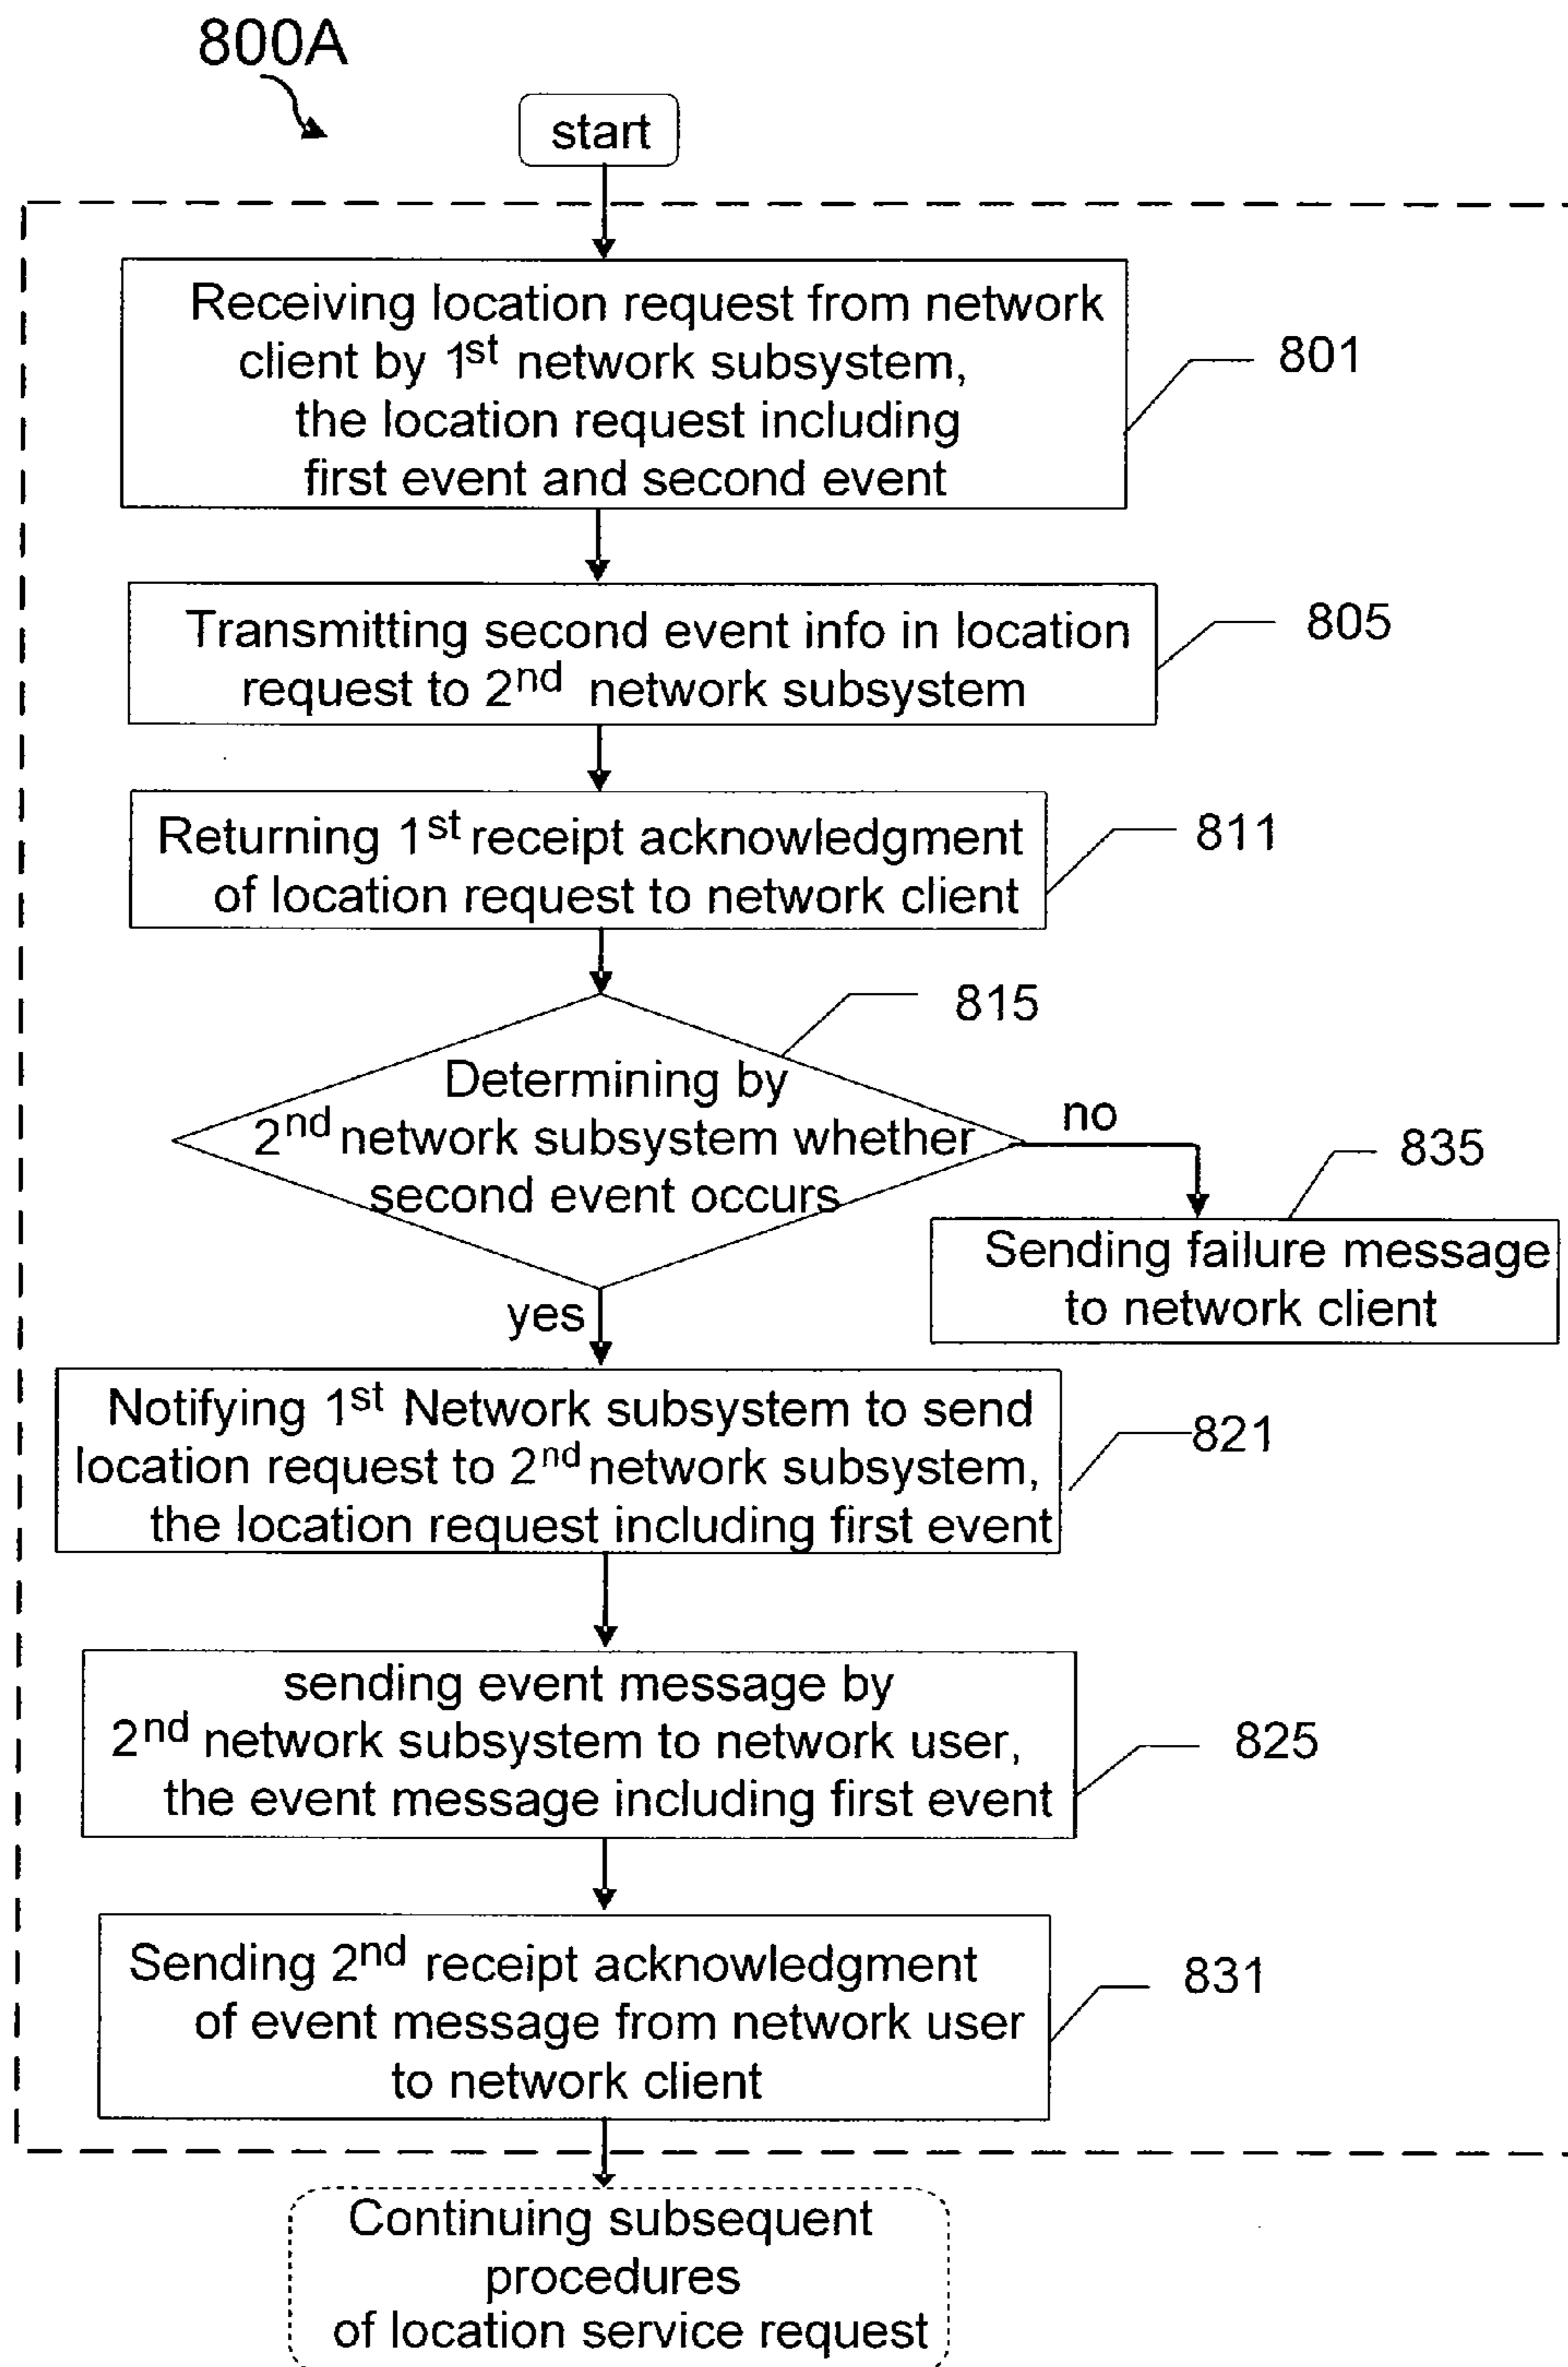 800A
start
Receiving location request from network
client by 1st network subsystem,
the location request including
first event and second event
801
Transmitting second event info in location
request to 2nd network subsystem
805
Returning 1st receipt acknowledgment
of location request to network client
811
815
Determining by
2nd network subsystem whether
second event occurs
no
835
Sending failure message
to network client
yes
Notifying 1st Network subsystem to send
location request to 2nd network subsystem,
the location request including first event
821
sending event message by
2nd network subsystem to network user,
the event message including first event
825
Sending 2nd receipt acknowledgment
of event message from network user
to network client
831
Continuing subsequent
procedures
of location service request